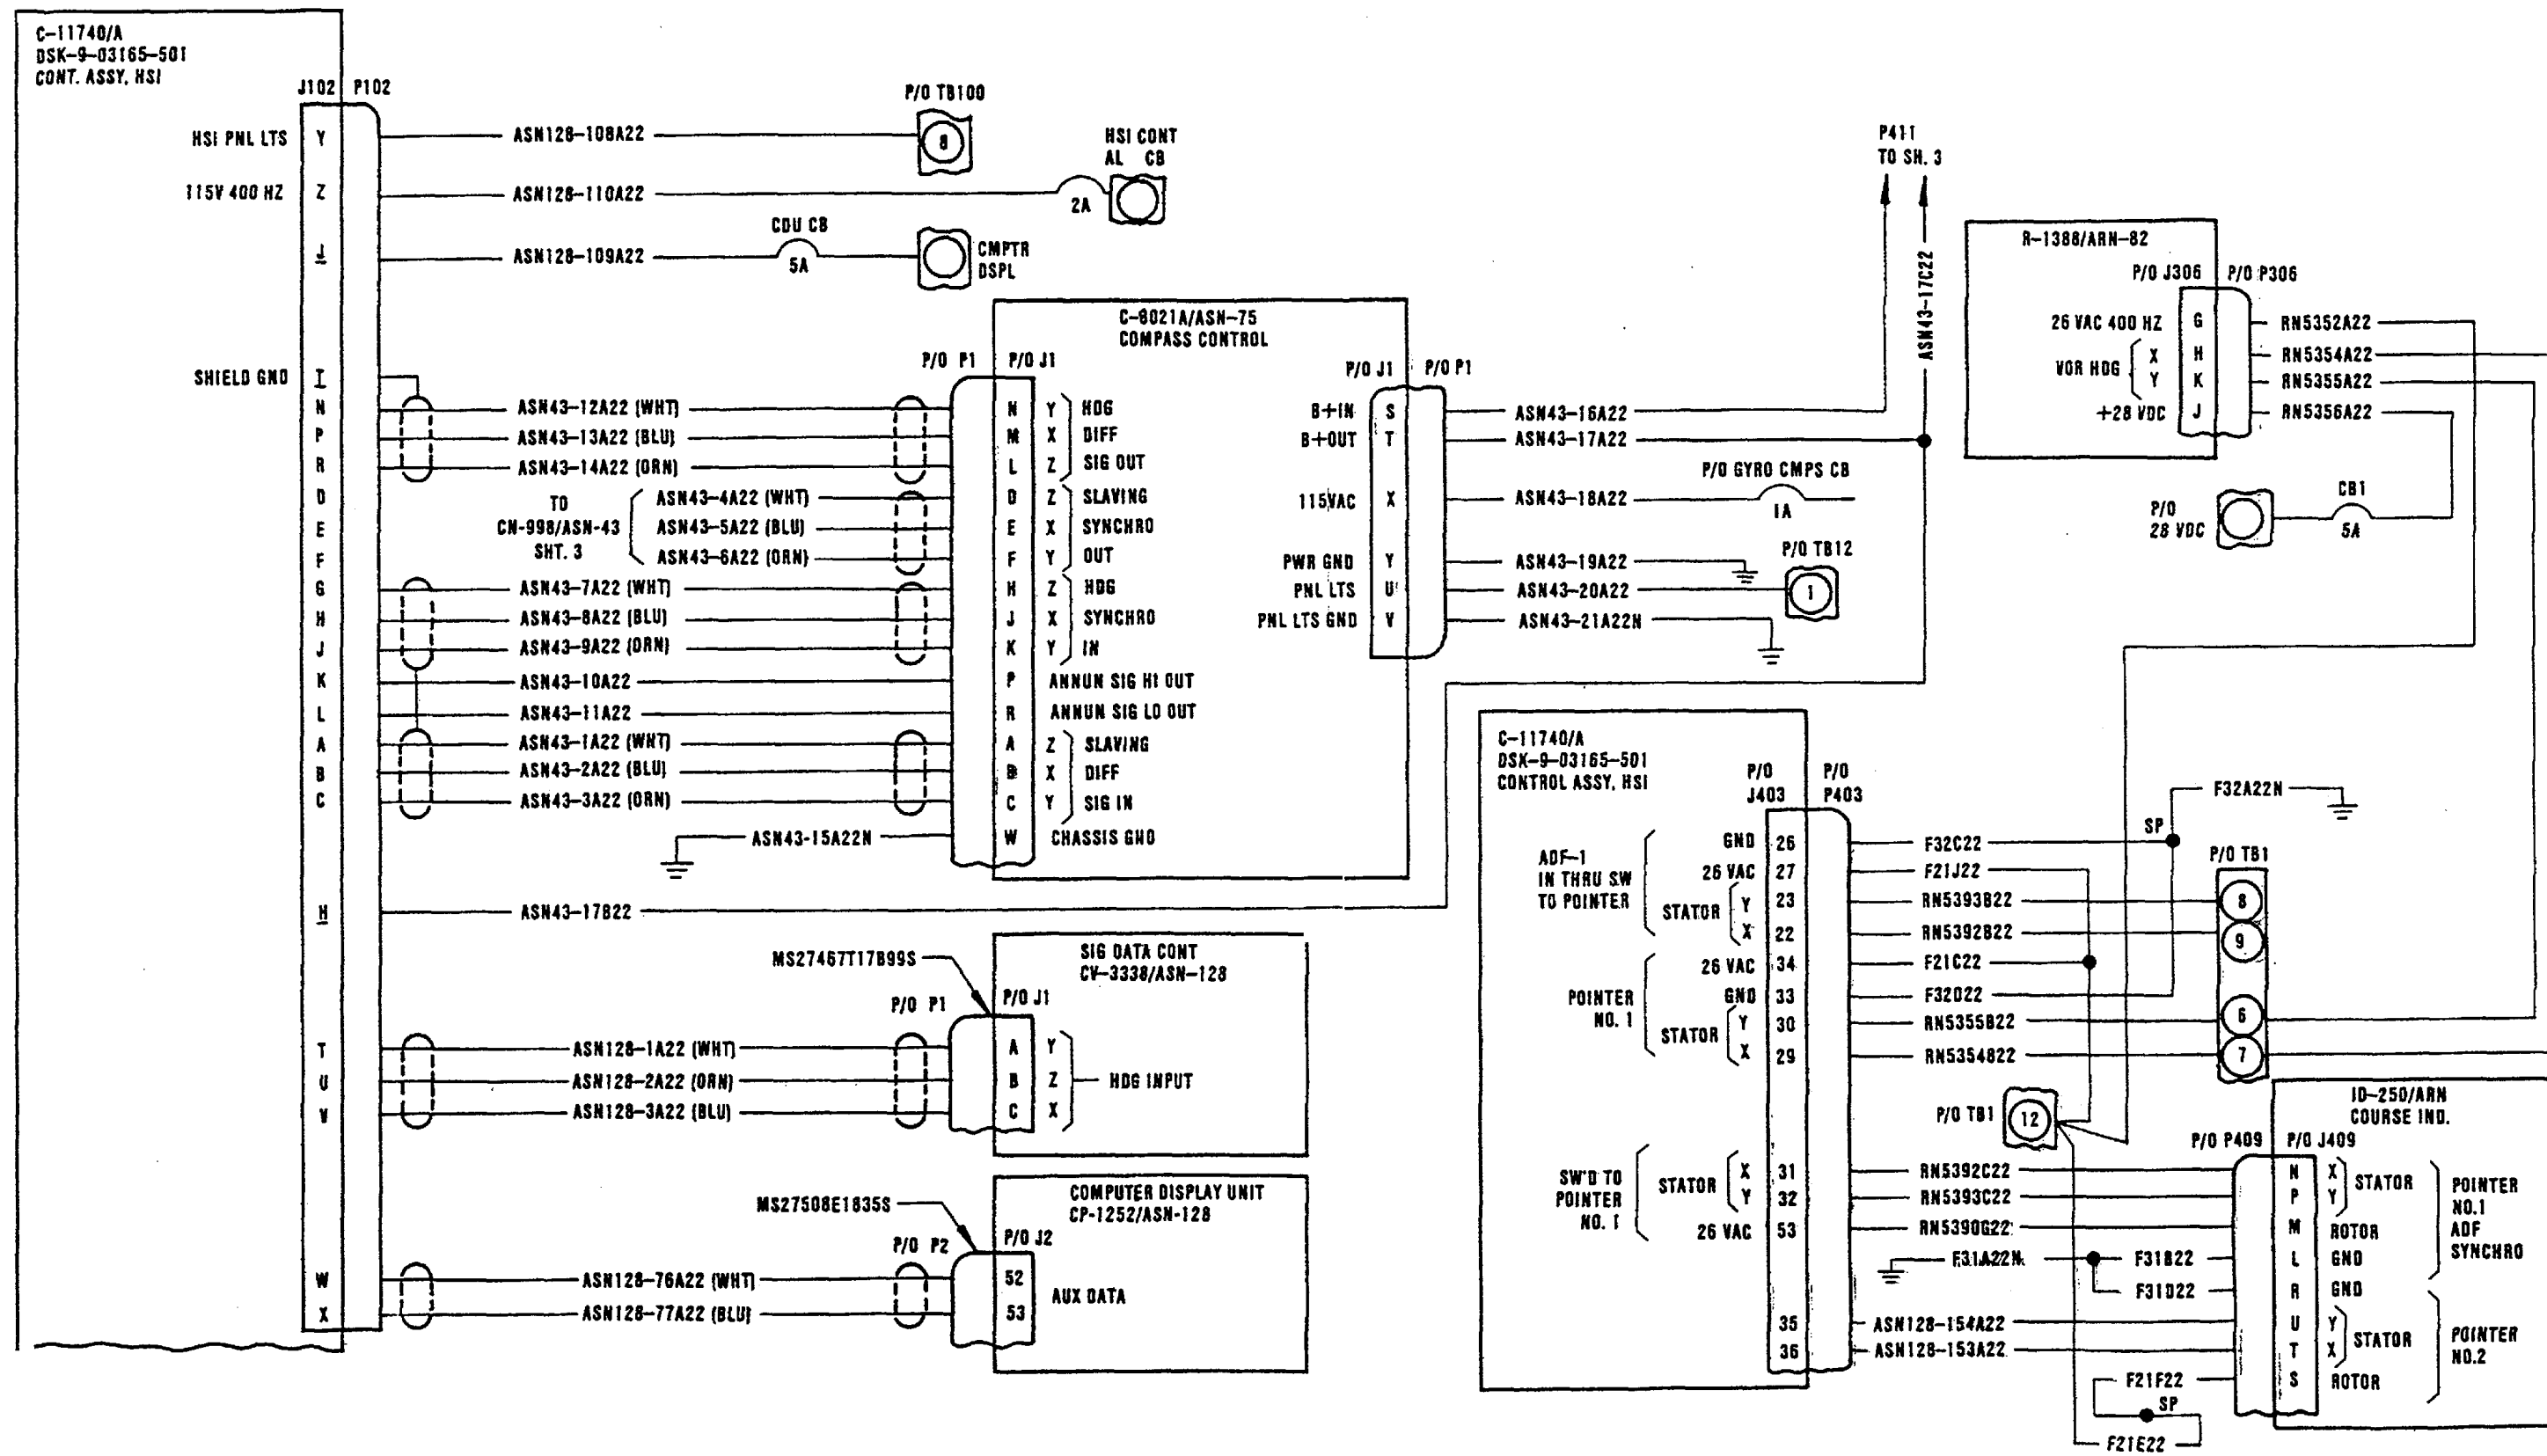 C-11740/A
DSK-9-03165-501
CONT. ASSY, HSI
J102 P102
HSI PNL LTS Y ASN128-108A22
P/O TB100
8
115V 400 HZ Z ASN128-110A22 2A
HSI CONT
AL CB
J ASN128-109A22
CDU CB
5A
CMPTR
DSPL
SHIELD GND I
N ASN43-12A22 (WHT)
P ASN43-13A22 (BLU)
R ASN43-14A22 (ORN)
D
E
F
TO
CN-998/ASN-43
SHT. 3
ASN43-4A22 (WHT)
ASN43-5A22 (BLU)
ASN43-6A22 (ORN)
G ASN43-7A22 (WHT)
H ASN43-8A22 (BLU)
J ASN43-9A22 (ORN)
K ASN43-10A22
L ASN43-11A22
A ASN43-1A22 (WHT)
B ASN43-2A22 (BLU)
C ASN43-3A22 (ORN)
ASN43-15A22N
H ASN43-17B22
T ASN128-1A22 (WHT)
U ASN128-2A22 (ORN)
V ASN128-3A22 (BLU)
W ASN128-76A22 (WHT)
X ASN128-77A22 (BLU)
C-8021A/ASN-75
COMPASS CONTROL
P/O P1 P/O J1
N Y HDG
M X DIFF
L Z SIG OUT
D Z SLAVING
E X SYNCHRO
F Y OUT
H Z HDG
J X SYNCHRO
K Y IN
P ANNUN SIG HI OUT
R ANNUN SIG LO OUT
A Z SLAVING
B X DIFF
C Y SIG IN
W CHASSIS GND
P/O J1 P/O P1
B+IN S ASN43-16A22
B+OUT T ASN43-17A22
115VAC X ASN43-18A22
P/O GYRO CMPS CB
1A
PWR GND Y ASN43-19A22
PNL LTS U ASN43-20A22
PNL LTS GND V ASN43-21A22N
P/O TB12
1
P411
TO SH. 3
ASN43-17C22
MS27467T17B99S
SIG DATA CONT
CV-3338/ASN-128
P/O P1 P/O J1
A Y
B Z HDG INPUT
C X
MS27508E1835S
COMPUTER DISPLAY UNIT
CP-1252/ASN-128
P/O P2 P/O J2
52
53
AUX DATA
R-1388/ARN-82
P/O J306 P/O P306
26 VAC 400 HZ G RN5352A22
VOR HDG
X H RN5354A22
Y K RN5355A22
+28 VDC J RN5356A22
P/O
28 VDC
CB1
5A
C-11740/A
DSK-9-03165-501
CONTROL ASSY, HSI
P/O
J403
P/O
P403
ADF-1
IN THRU SW
TO POINTER
GND 26 F32C22
26 VAC 27 F21J22
STATOR
Y 23 RN5393B22
X 22 RN5392B22
POINTER
NO. 1
26 VAC 34 F21C22
GND 33 F32D22
STATOR
Y 30 RN5355B22
X 29 RN5354B22
SW'D TO
POINTER
NO. 1
STATOR
X 31 RN5392C22
Y 32 RN5393C22
26 VAC 53 RN5390G22
F31A22N F31B22
F31D22
35 ASN128-154A22
36 ASN128-153A22
F21F22
SP
F21E22
SP
F32A22N
P/O TB1
8
9
6
7
P/O TB1
12
ID-250/ARN
COURSE IND.
P/O P409 P/O J409
N X
P Y
STATOR
M ROTOR
L GND
POINTER
NO.1
ADF
SYNCHRO
R GND
U Y
T X
STATOR
S ROTOR
POINTER
NO.2